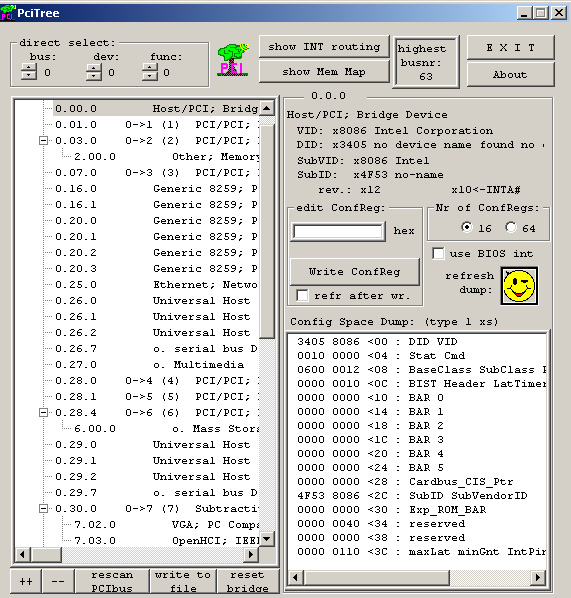 PciTree
direct select:
bus: dev: func:
0 0 0
PCI
show INT routing
show Mem Map
highest
busnr:
63
E X I T
About
0.00.0 Host/PCI; Bridg
0.01.0 0->1 (1) PCI/PCI;
0.03.0 0->2 (2) PCI/PCI;
2.00.0 Other; Memory
0.07.0 0->3 (3) PCI/PCI;
0.16.0 Generic 8259; P
0.16.1 Generic 8259; P
0.20.0 Generic 8259; P
0.20.1 Generic 8259; P
0.20.2 Generic 8259; P
0.20.3 Generic 8259; P
0.25.0 Ethernet; Netwo
0.26.0 Universal Host
0.26.1 Universal Host
0.26.2 Universal Host
0.26.7 o. serial bus D
0.27.0 o. Multimedia
0.28.0 0->4 (4) PCI/PCI;
0.28.1 0->5 (5) PCI/PCI;
0.28.4 0->6 (6) PCI/PCI;
6.00.0 o. Mass Stora
0.29.0 Universal Host
0.29.1 Universal Host
0.29.2 Universal Host
0.29.7 o. serial bus D
0.30.0 0->7 (7) Subtracti
7.02.0 VGA; PC Compa
7.03.0 OpenHCI; IEEE
++
--
rescan
PCIbus
write to
file
reset
bridge
0.0.0
Host/PCI; Bridge Device
VID: x8086 Intel Corporation
DID: x3405 no device name found no
SubVID: x8086 Intel
SubID: x4F53 no-name
rev.: x12 x10<-INTA#
edit ConfReg:
hex
Write ConfReg
refr after wr.
Nr of ConfRegs:
16 64
use BIOS int
refresh
dump:
Config Space Dump: (type 1 xs)
3405 8086 <00 : DID VID
0010 0000 <04 : Stat Cmd
0600 0012 <08 : BaseClass SubClass P
0000 0010 <0C : BIST Header LatTimer
0000 0000 <10 : BAR 0
0000 0000 <14 : BAR 1
0000 0000 <18 : BAR 2
0000 0000 <1C : BAR 3
0000 0000 <20 : BAR 4
0000 0000 <24 : BAR 5
0000 0000 <28 : Cardbus_CIS_Ptr
4F53 8086 <2C : SubID SubVendorID
0000 0000 <30 : Exp_ROM_BAR
0000 0040 <34 : reserved
0000 0000 <38 : reserved
0000 0110 <3C : maxLat minGnt IntPin